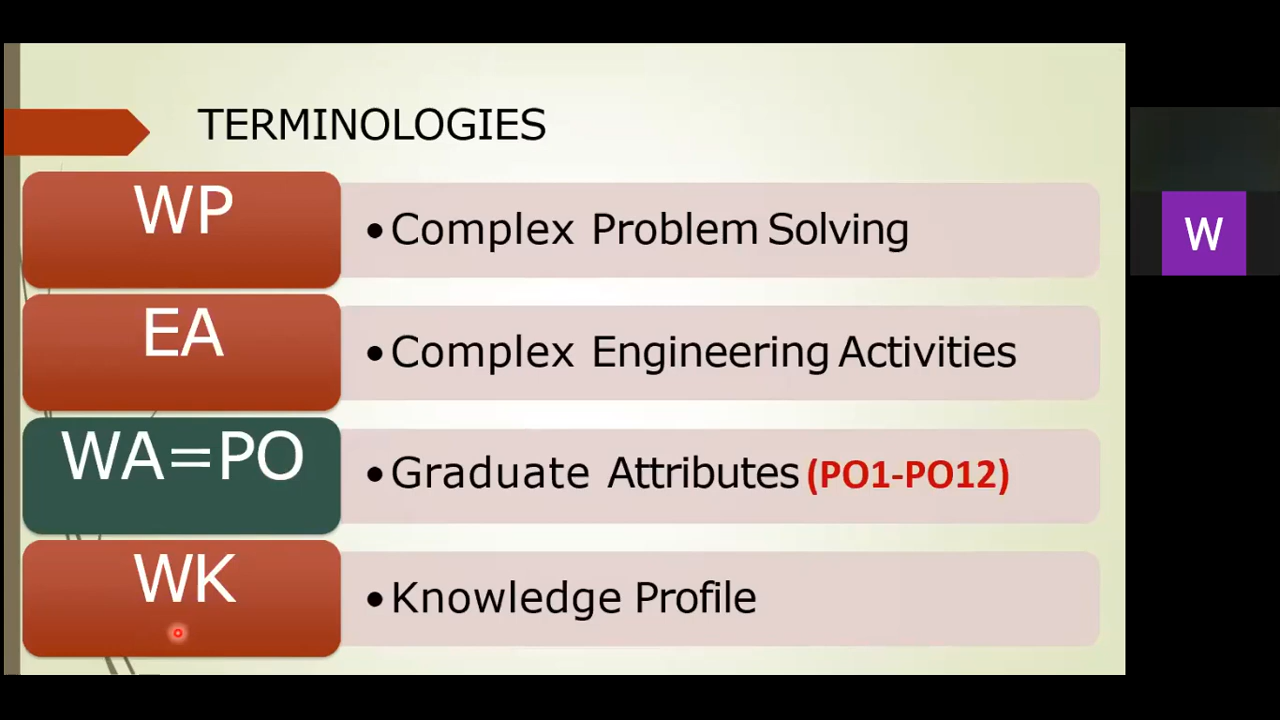 TERMINOLOGIES
WP
•Complex Problem Solving
EA
•Complex Engineering Activities
WA=PO
•Graduate Attributes (PO1-PO12)
WK
•Knowledge Profile
W